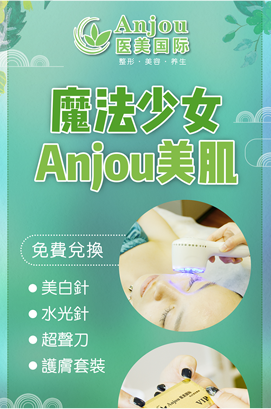 Anjou
医美国际
整形·美容·养生
魔法少女
Anjou美肌
免費兌換
美白針
水光針
超聲刀
護膚套裝